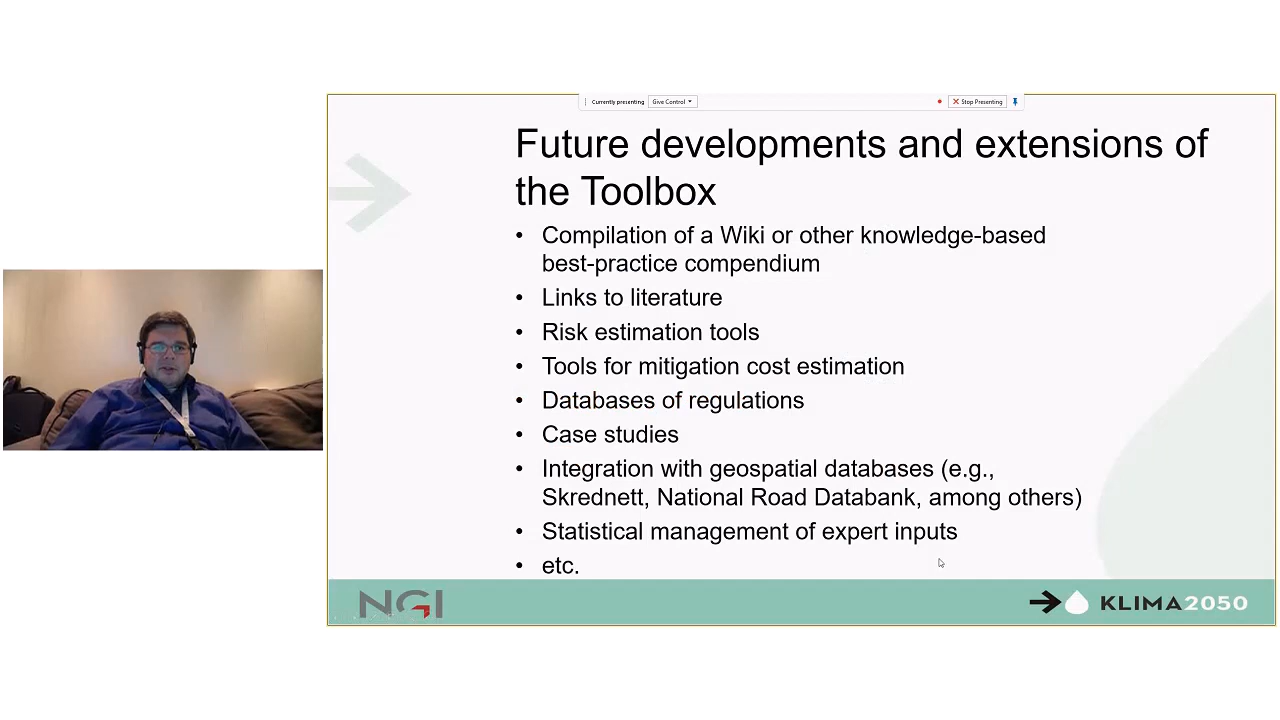 Currently presenting Give Control Stop Presenting
Future developments and extensions of
the Toolbox
• Compilation of a Wiki or other knowledge-based
best-practice compendium
• Links to literature
• Risk estimation tools
• Tools for mitigation cost estimation
• Databases of regulations
• Case studies
• Integration with geospatial databases (e.g.,
Skrednett, National Road Databank, among others)
• Statistical management of expert inputs
• etc.
NGI KLIMA2050